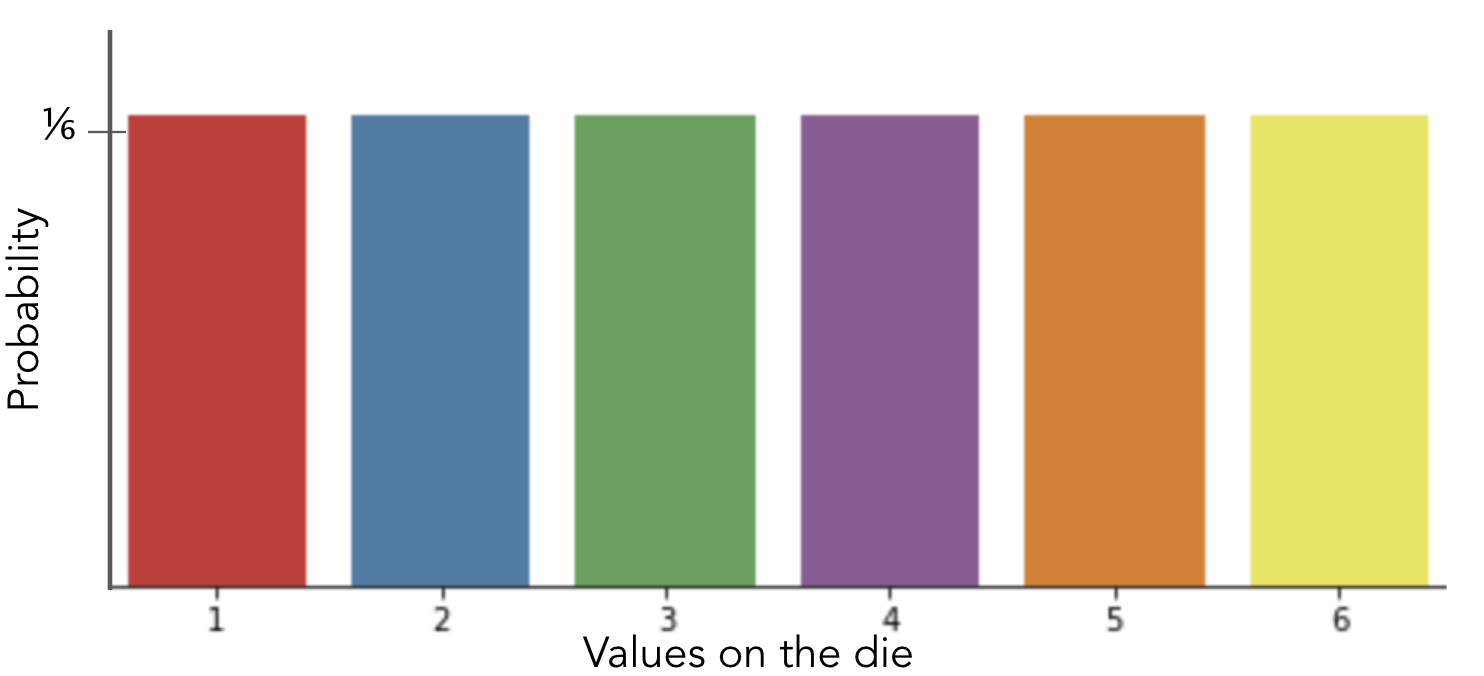 ⅙
Probability
1 2 3 4 5 6
Values on the die